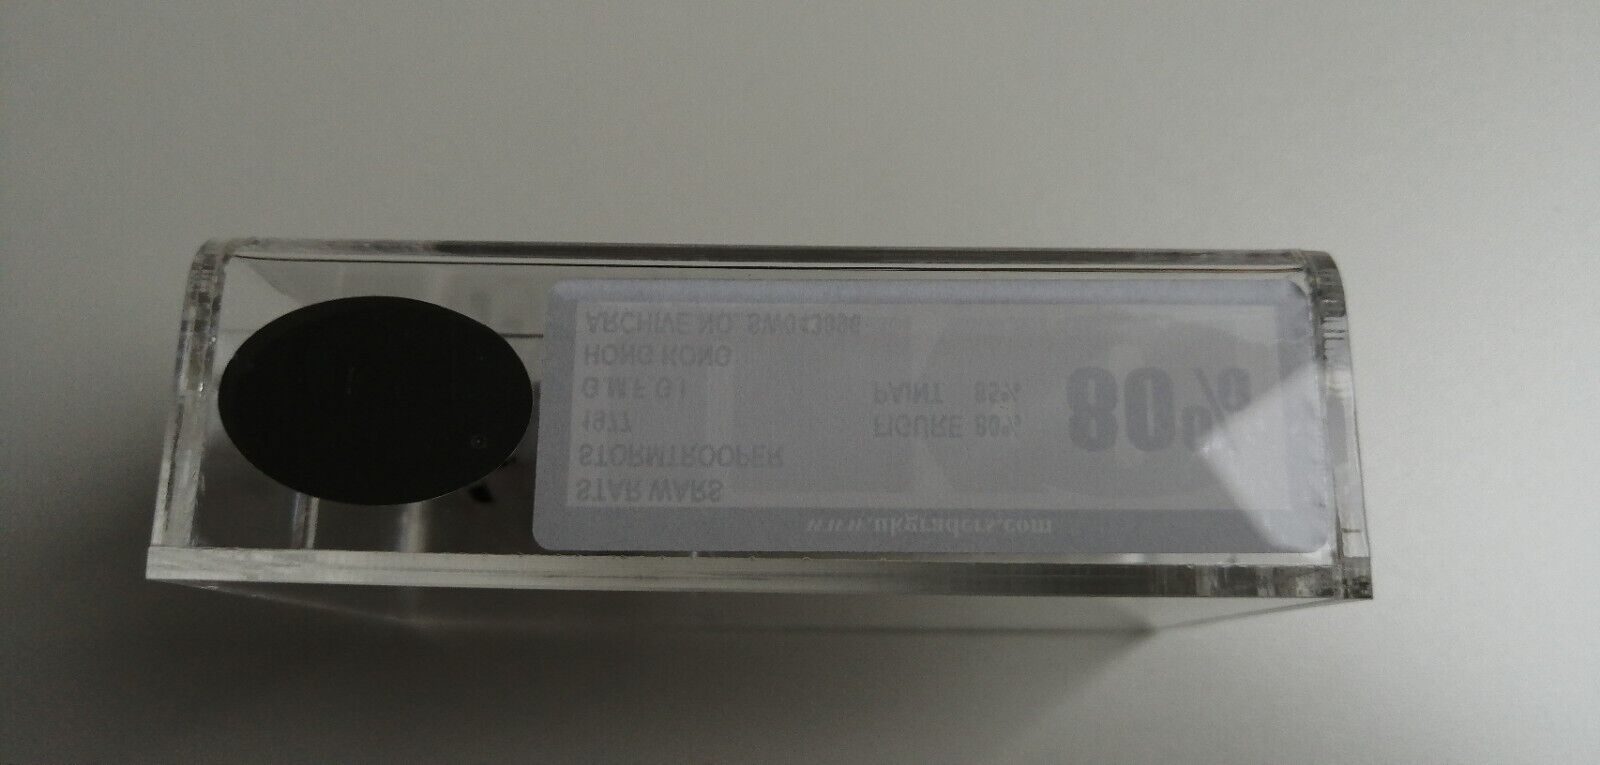 www.ukgraders.com
STAR WARS
STORMTROOPER
1977
G.M.F.G.I
HONG KONG
ARCHIVE NO.
FIGURE 80%
PAINT 85%
80%